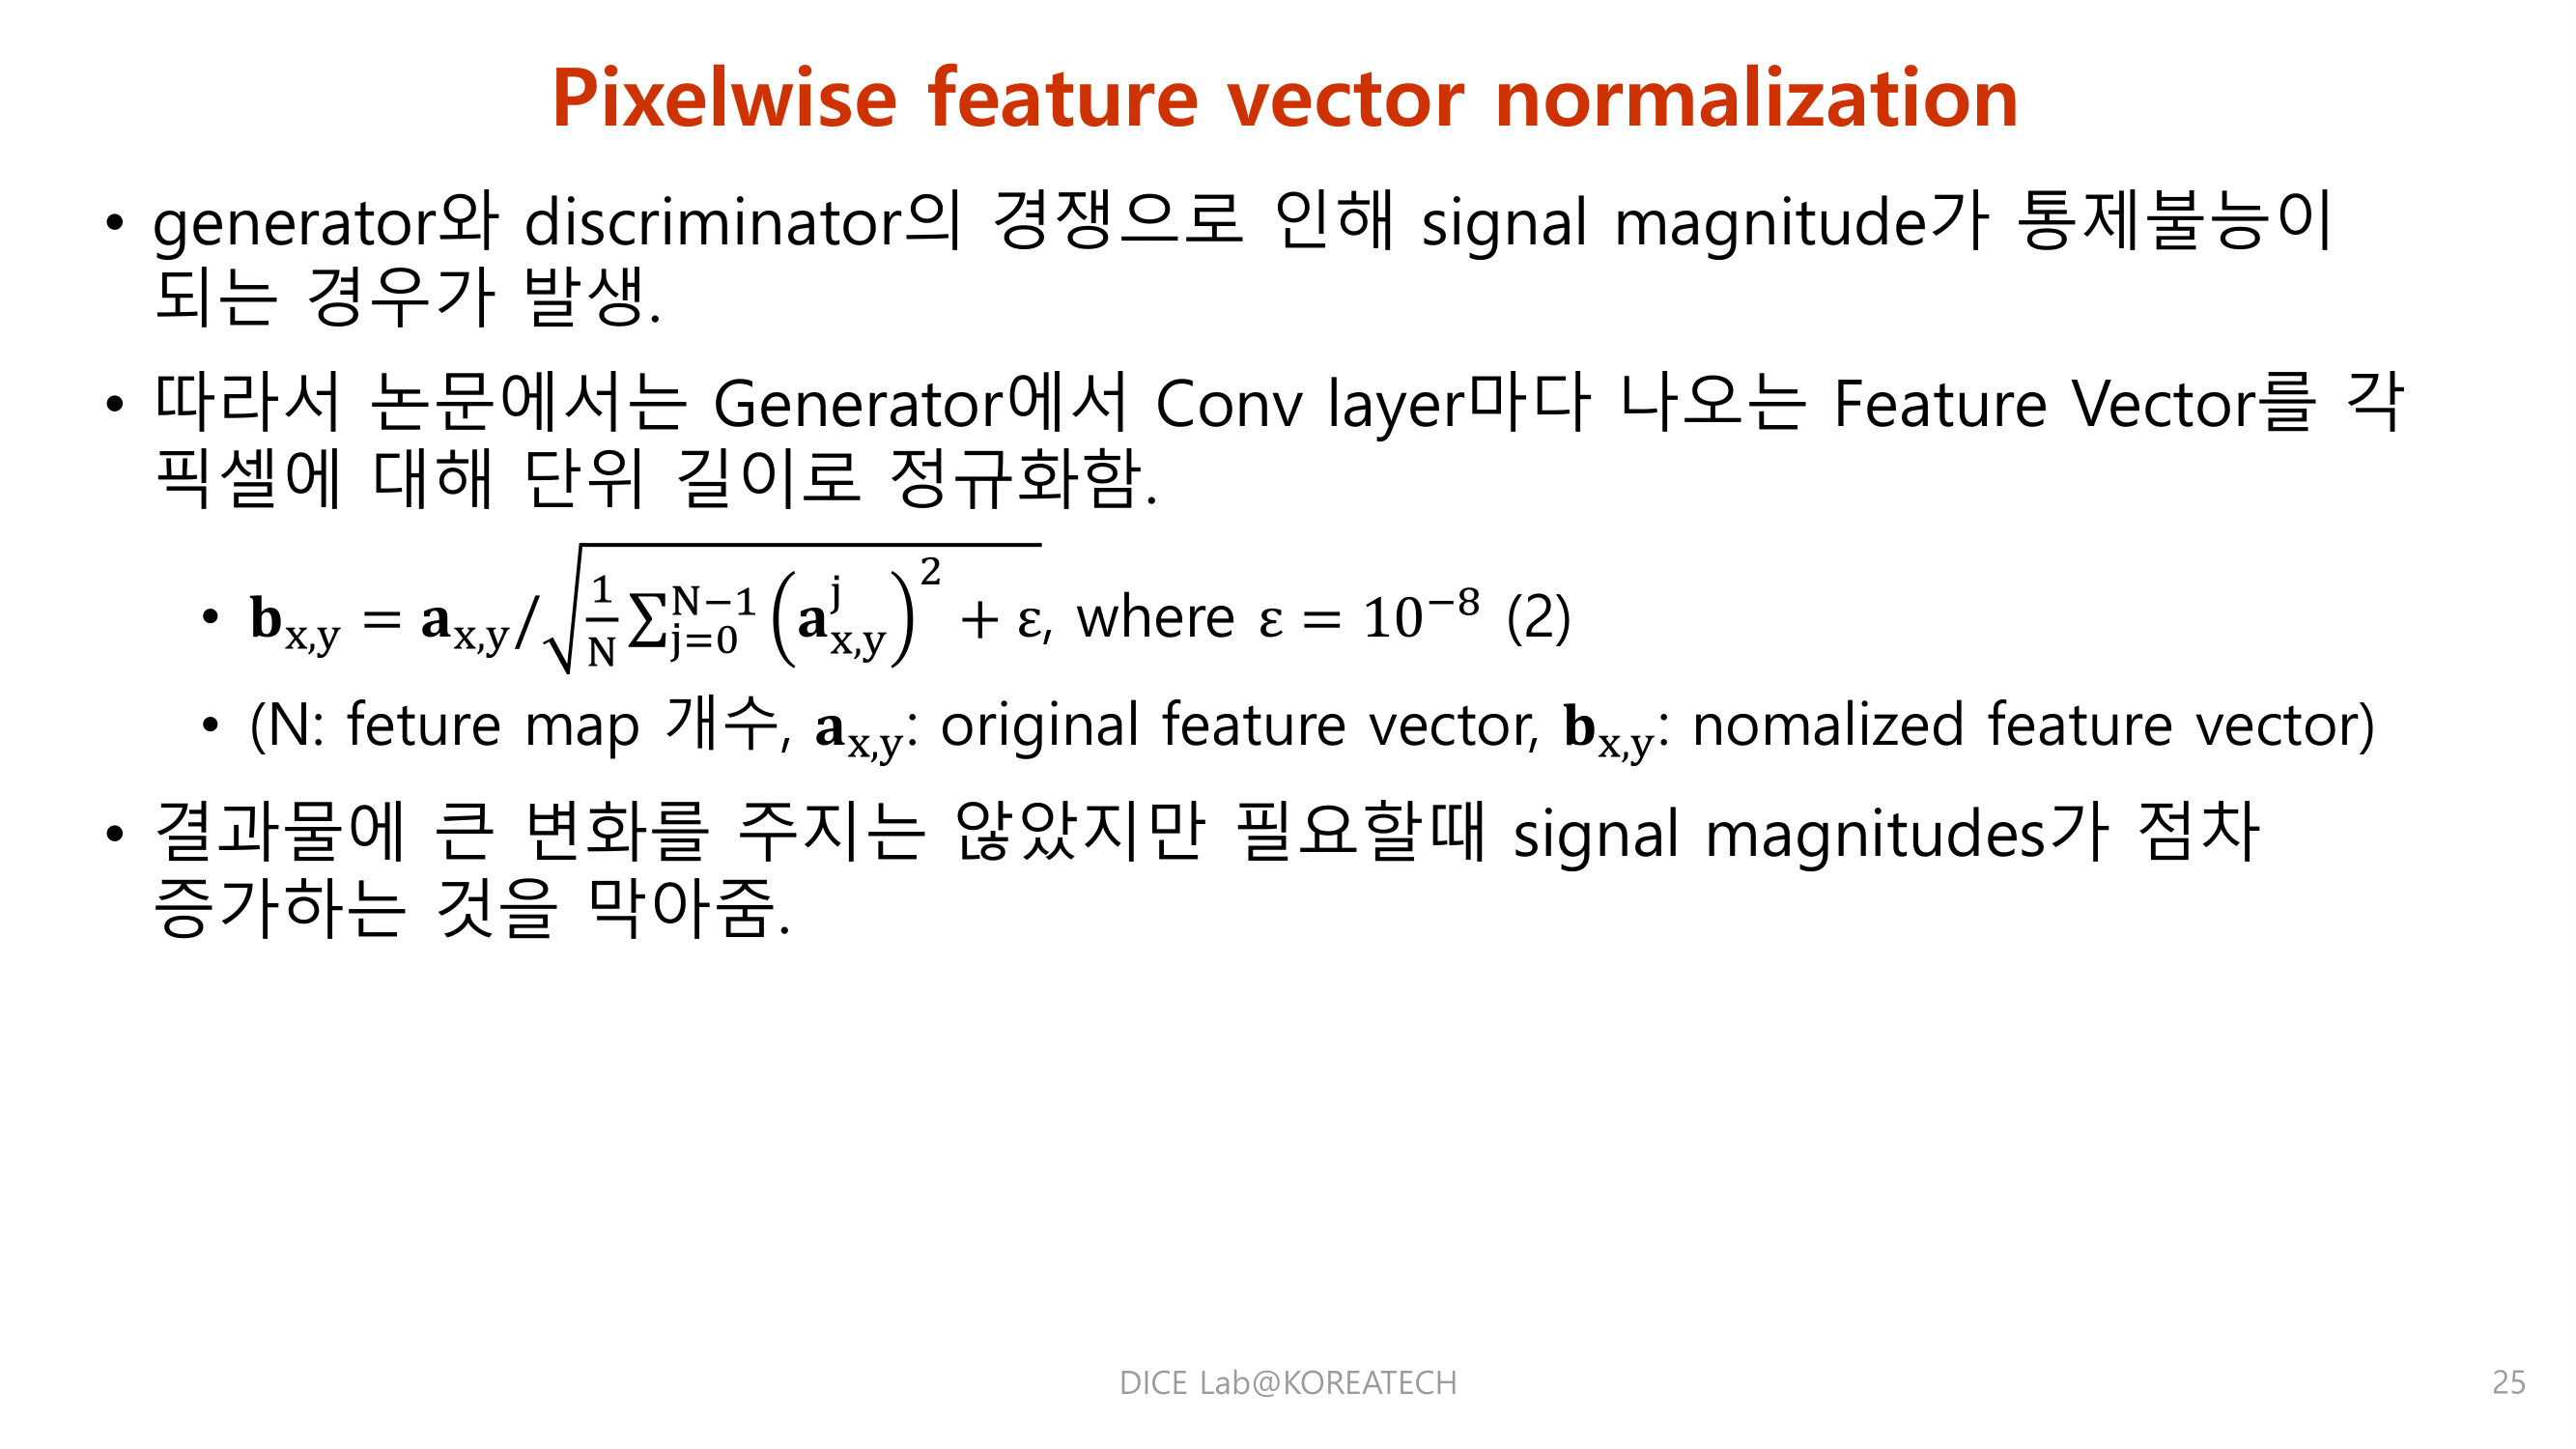 Pixelwise feature vector normalization
• generator와 discriminator의 경쟁으로 인해 signal magnitude가 통제불능이
되는 경우가 발생.
• 따라서 논문에서는 Generator에서 Conv layer마다 나오는 Feature Vector를 각
픽셀에 대해 단위 길이로 정규화함.
• $\mathbf{b}_{x,y} = \mathbf{a}_{x,y} / \sqrt{\frac{1}{N} \sum_{j=0}^{N-1} \left( \mathbf{a}_{x,y}^{j} \right)^2 + \varepsilon}$, where $\varepsilon = 10^{-8}$ (2)
• (N: feture map 개수, $\mathbf{a}_{x,y}$: original feature vector, $\mathbf{b}_{x,y}$: nomalized feature vector)
• 결과물에 큰 변화를 주지는 않았지만 필요할때 signal magnitudes가 점차
증가하는 것을 막아줌.
DICE Lab@KOREATECH
25